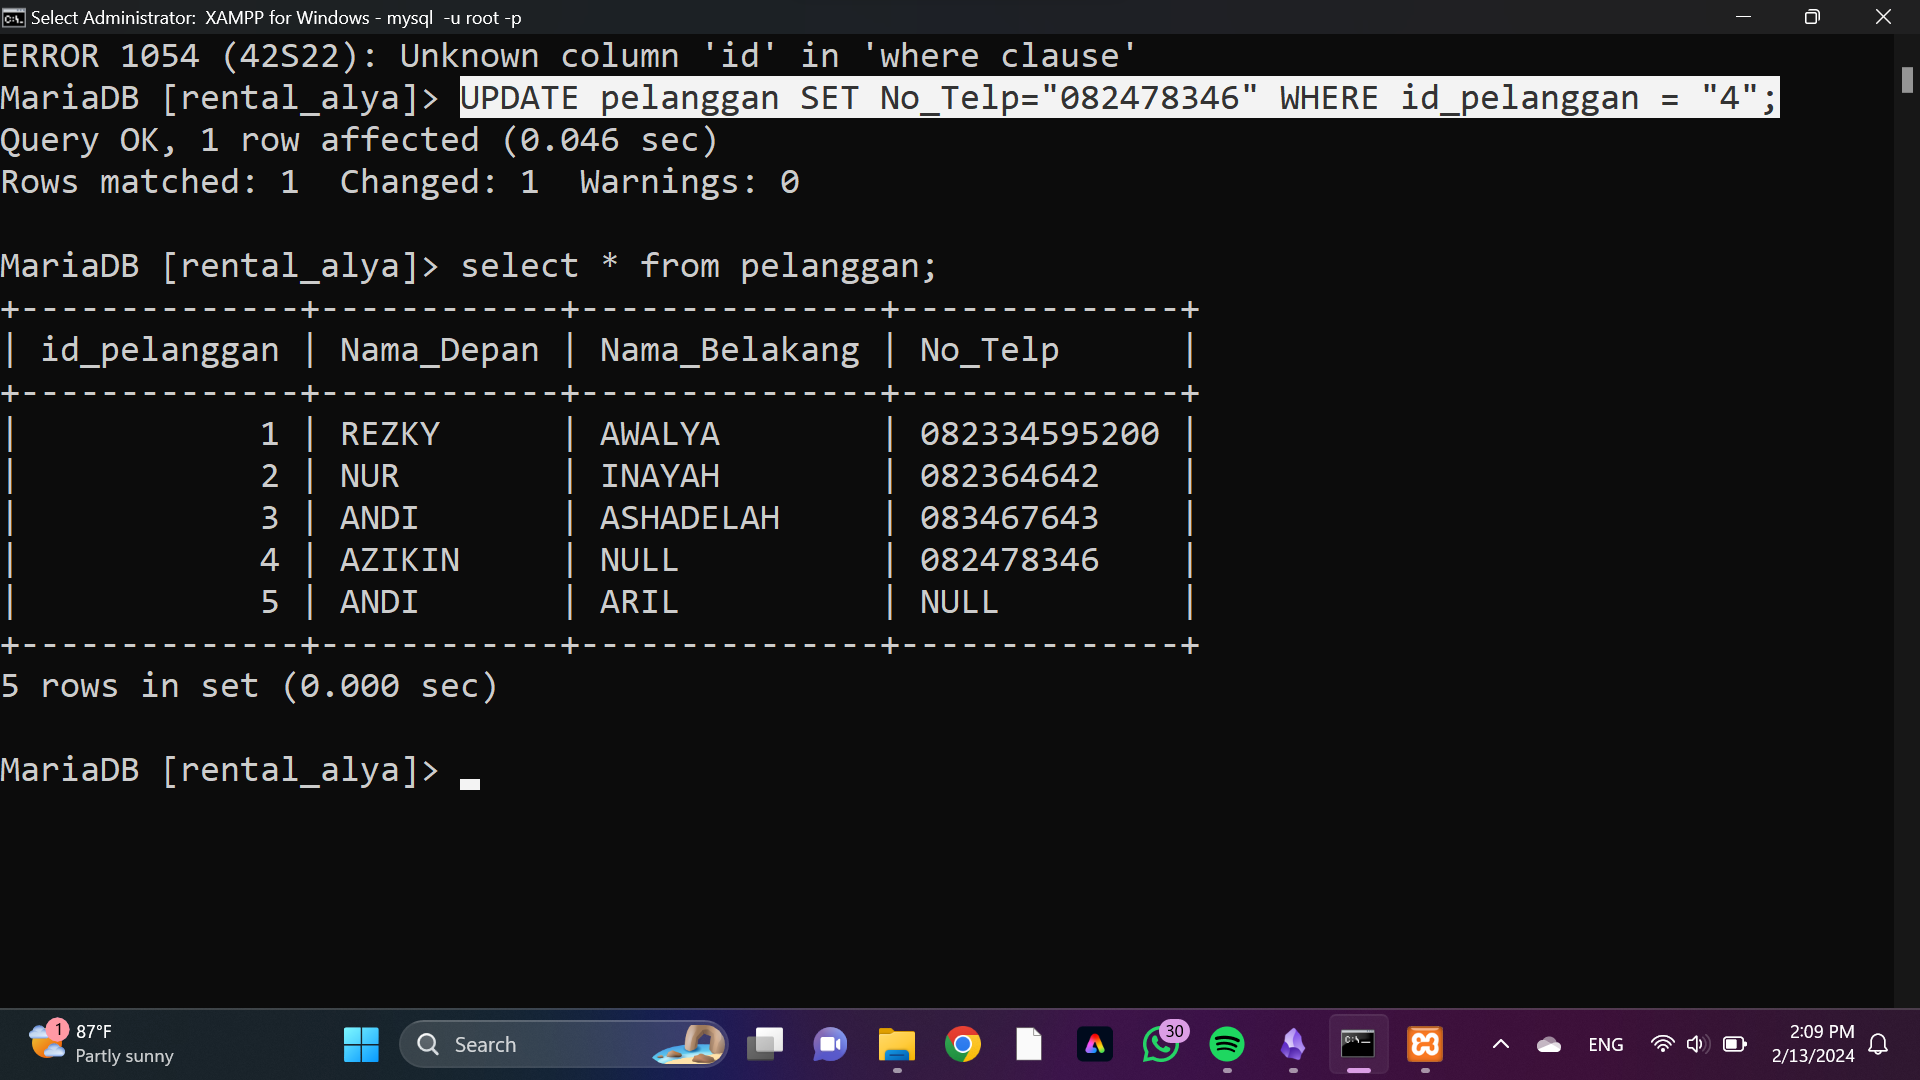 Select Administrator: XAMPP for Windows - mysql -u root -p
ERROR 1054 (42S22): Unknown column 'id' in 'where clause'
MariaDB [rental_alya]> UPDATE pelanggan SET No_Telp="082478346" WHERE id_pelanggan = "4";
Query OK, 1 row affected (0.046 sec)
Rows matched: 1  Changed: 1  Warnings: 0
MariaDB [rental_alya]> select * from pelanggan;
+--------------+------------+---------------+--------------+
| id_pelanggan | Nama_Depan | Nama_Belakang | No_Telp      |
+--------------+------------+---------------+--------------+
|            1 | REZKY      | AWALYA        | 082334595200 |
|            2 | NUR        | INAYAH        | 082364642    |
|            3 | ANDI       | ASHADELAH     | 083467643    |
|            4 | AZIKIN     | NULL          | 082478346    |
|            5 | ANDI       | ARIL          | NULL         |
+--------------+------------+---------------+--------------+
5 rows in set (0.000 sec)
MariaDB [rental_alya]>
1
87°F
Partly sunny
Search
30
ENG
2:09 PM
2/13/2024